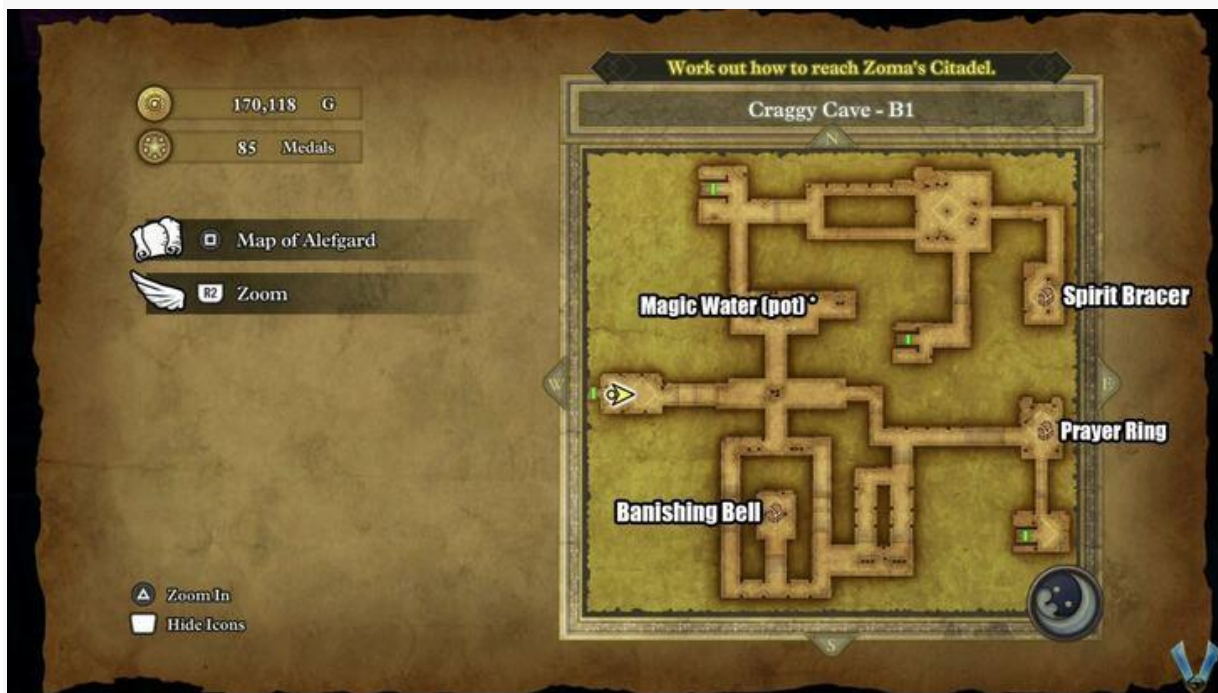 Work out how to reach Zoma's Citadel.
170,118 G
Craggy Cave - B1
N
85 Medals
Map of Alefgard
R2 Zoom
Magic Water (pot) *
Spirit Bracer
W
E
Prayer Ring
Banishing Bell
Zoom In
Hide Icons
S